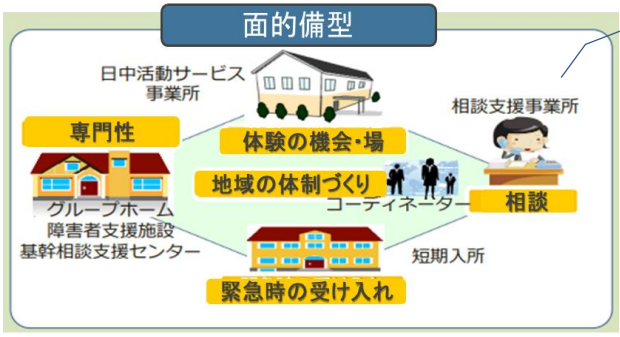 面的備型
日中活動サービス
事業所
相談支援事業所
専門性
体験の機会・場
地域の体制づくり
コーディネーター
相談
グループホーム
障害者支援施設
基幹相談支援センター
短期入所
緊急時の受け入れ